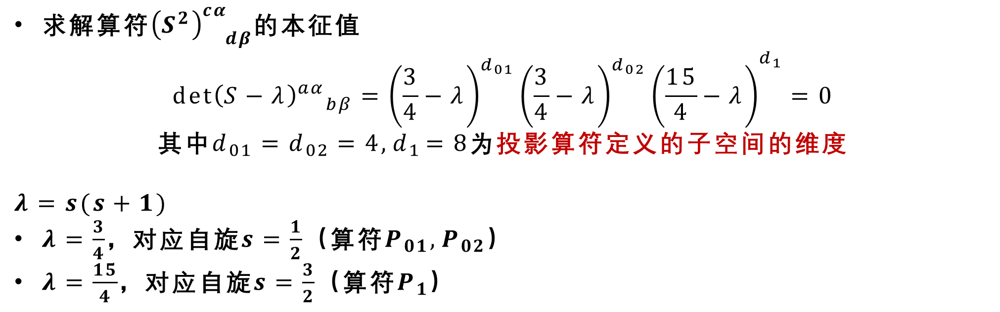 • 求解算符(S²)^{cα}_{dβ}的本征值
det(S − λ)^{aα}_{bβ} = (3/4 − λ)^{d_{01}} (3/4 − λ)^{d_{02}} (15/4 − λ)^{d_1} = 0
其中d_{01} = d_{02} = 4, d_1 = 8为投影算符定义的子空间的维度
λ = s(s + 1)
• λ = 3/4，对应自旋s = 1/2（算符P_{01}, P_{02}）
• λ = 15/4，对应自旋s = 3/2（算符P_1）